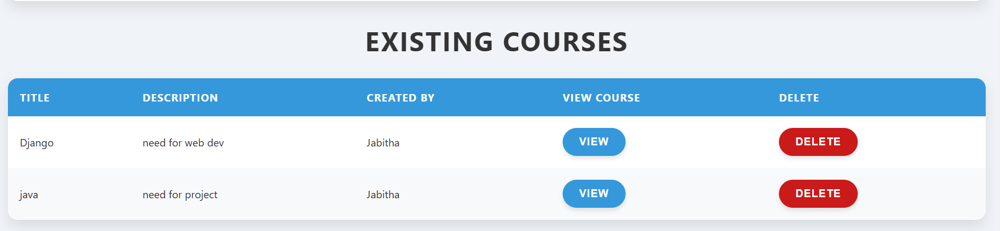 EXISTING COURSES
TITLE DESCRIPTION CREATED BY VIEW COURSE DELETE
Django need for web dev Jabitha VIEW DELETE
java need for project Jabitha VIEW DELETE